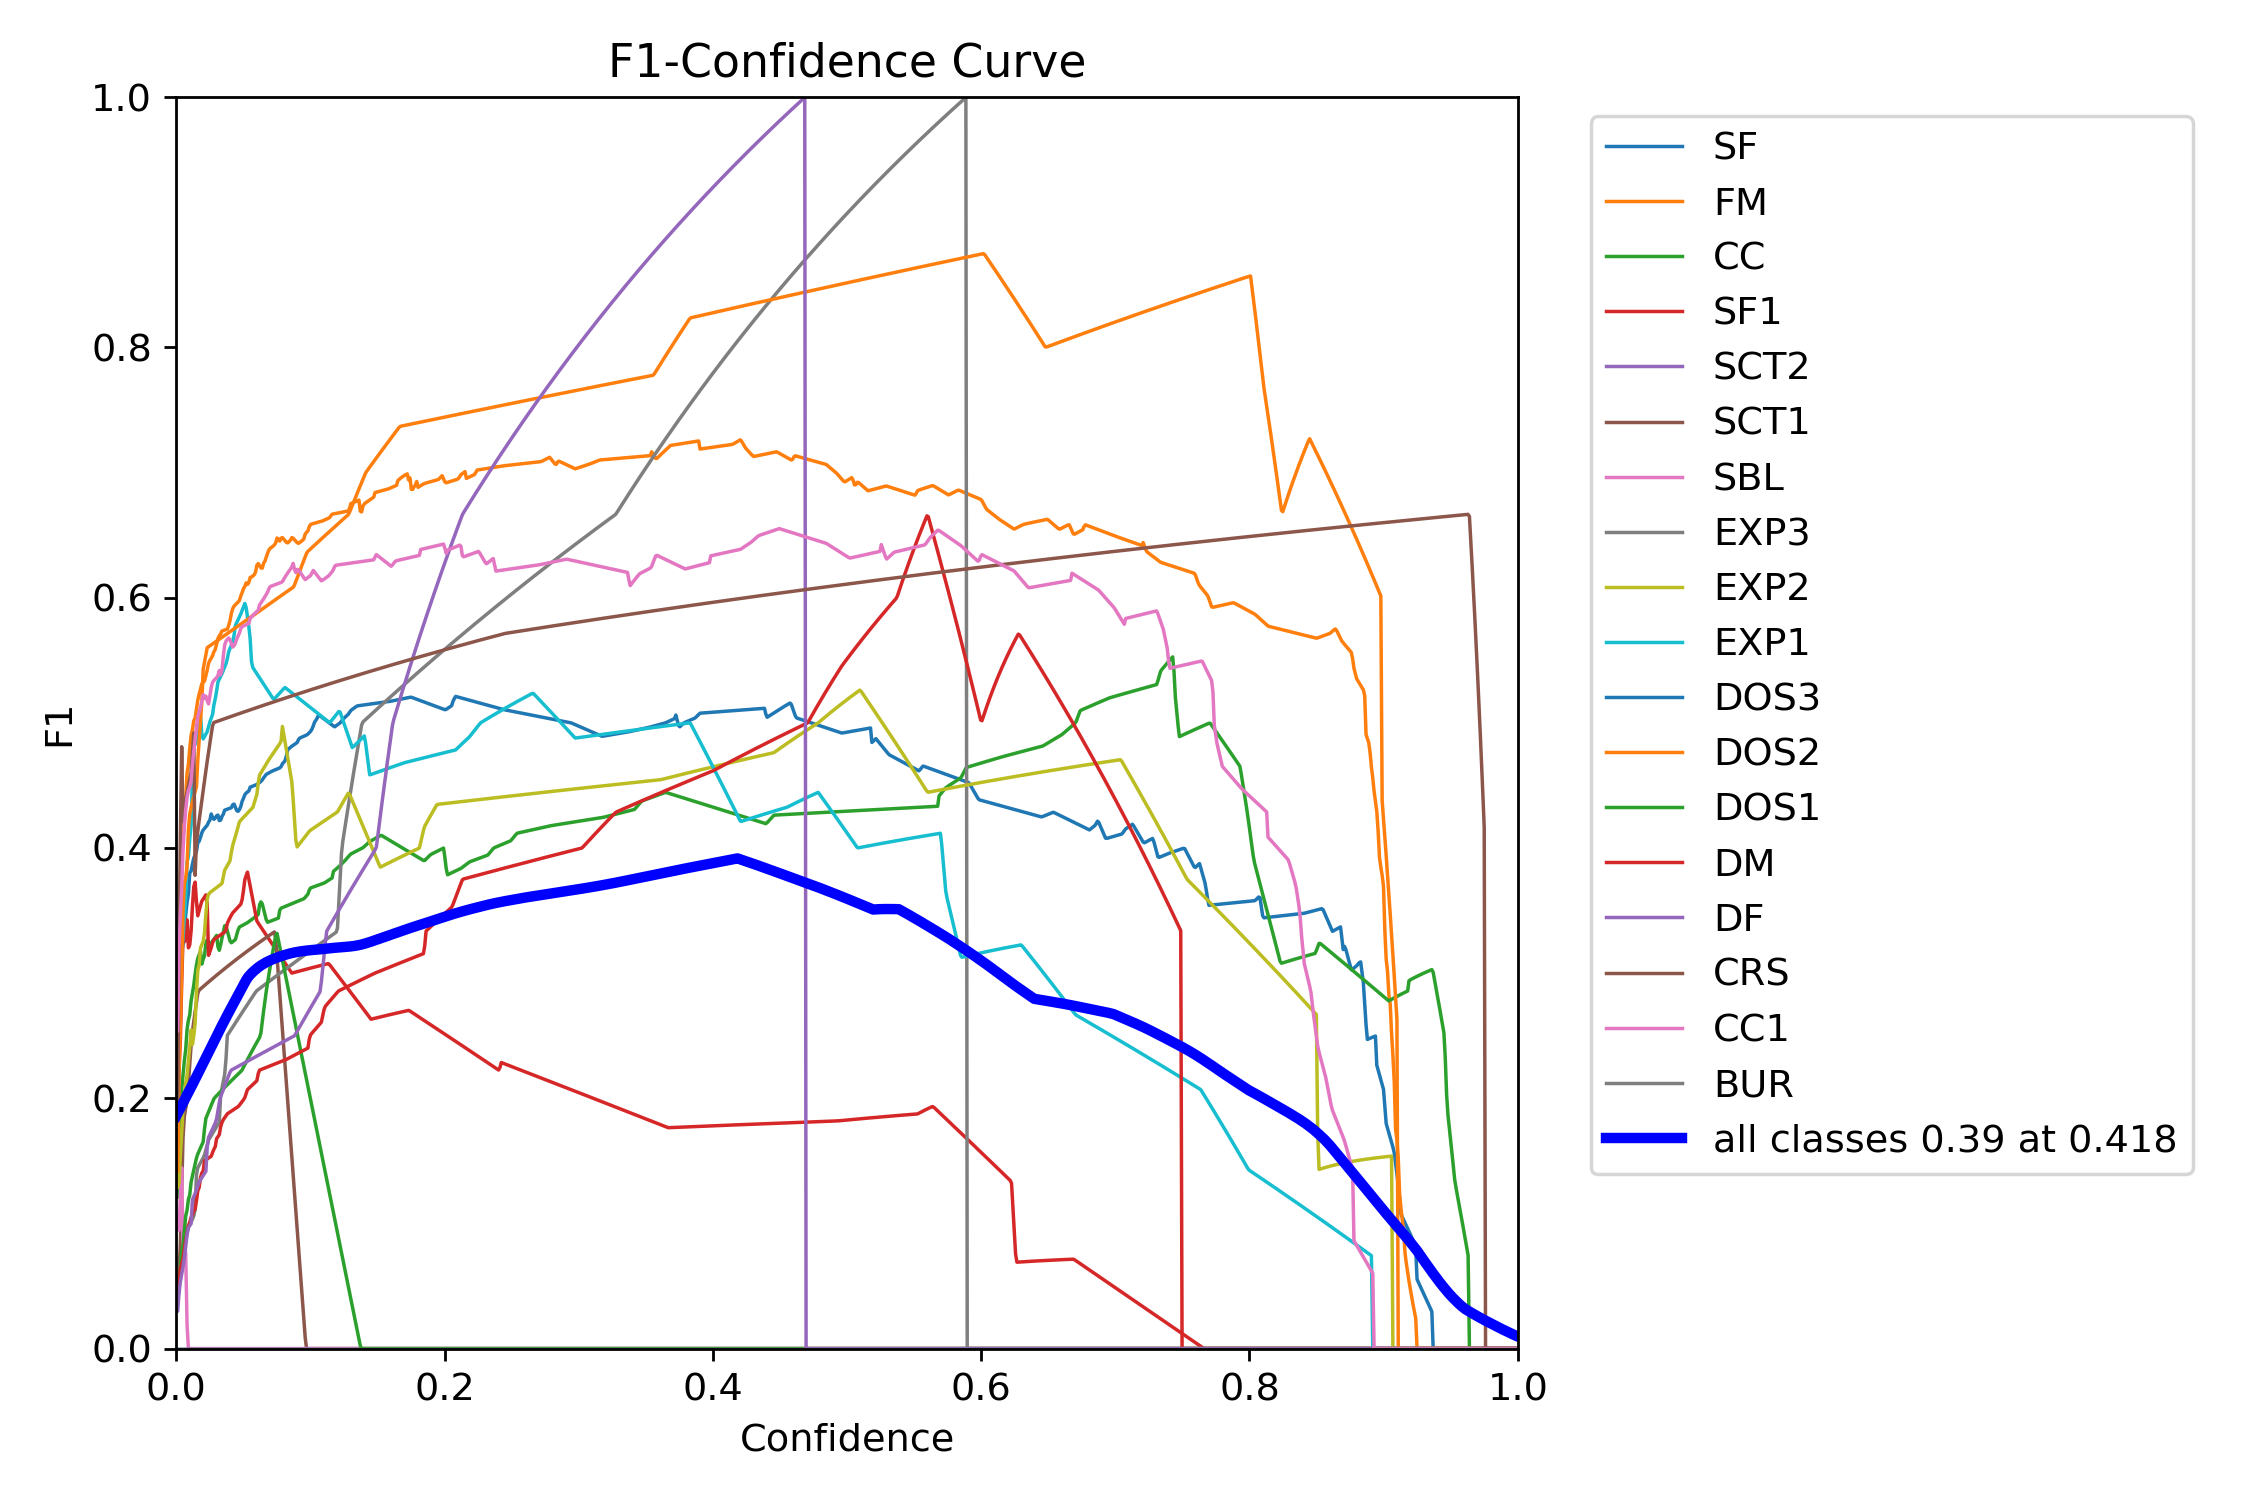 F1-Confidence Curve
F1
1.0
0.8
0.6
0.4
0.2
0.0
0.0 0.2 0.4 0.6 0.8 1.0
Confidence
SF
FM
CC
SF1
SCT2
SCT1
SBL
EXP3
EXP2
EXP1
DOS3
DOS2
DOS1
DM
DF
CRS
CC1
BUR
all classes 0.39 at 0.418